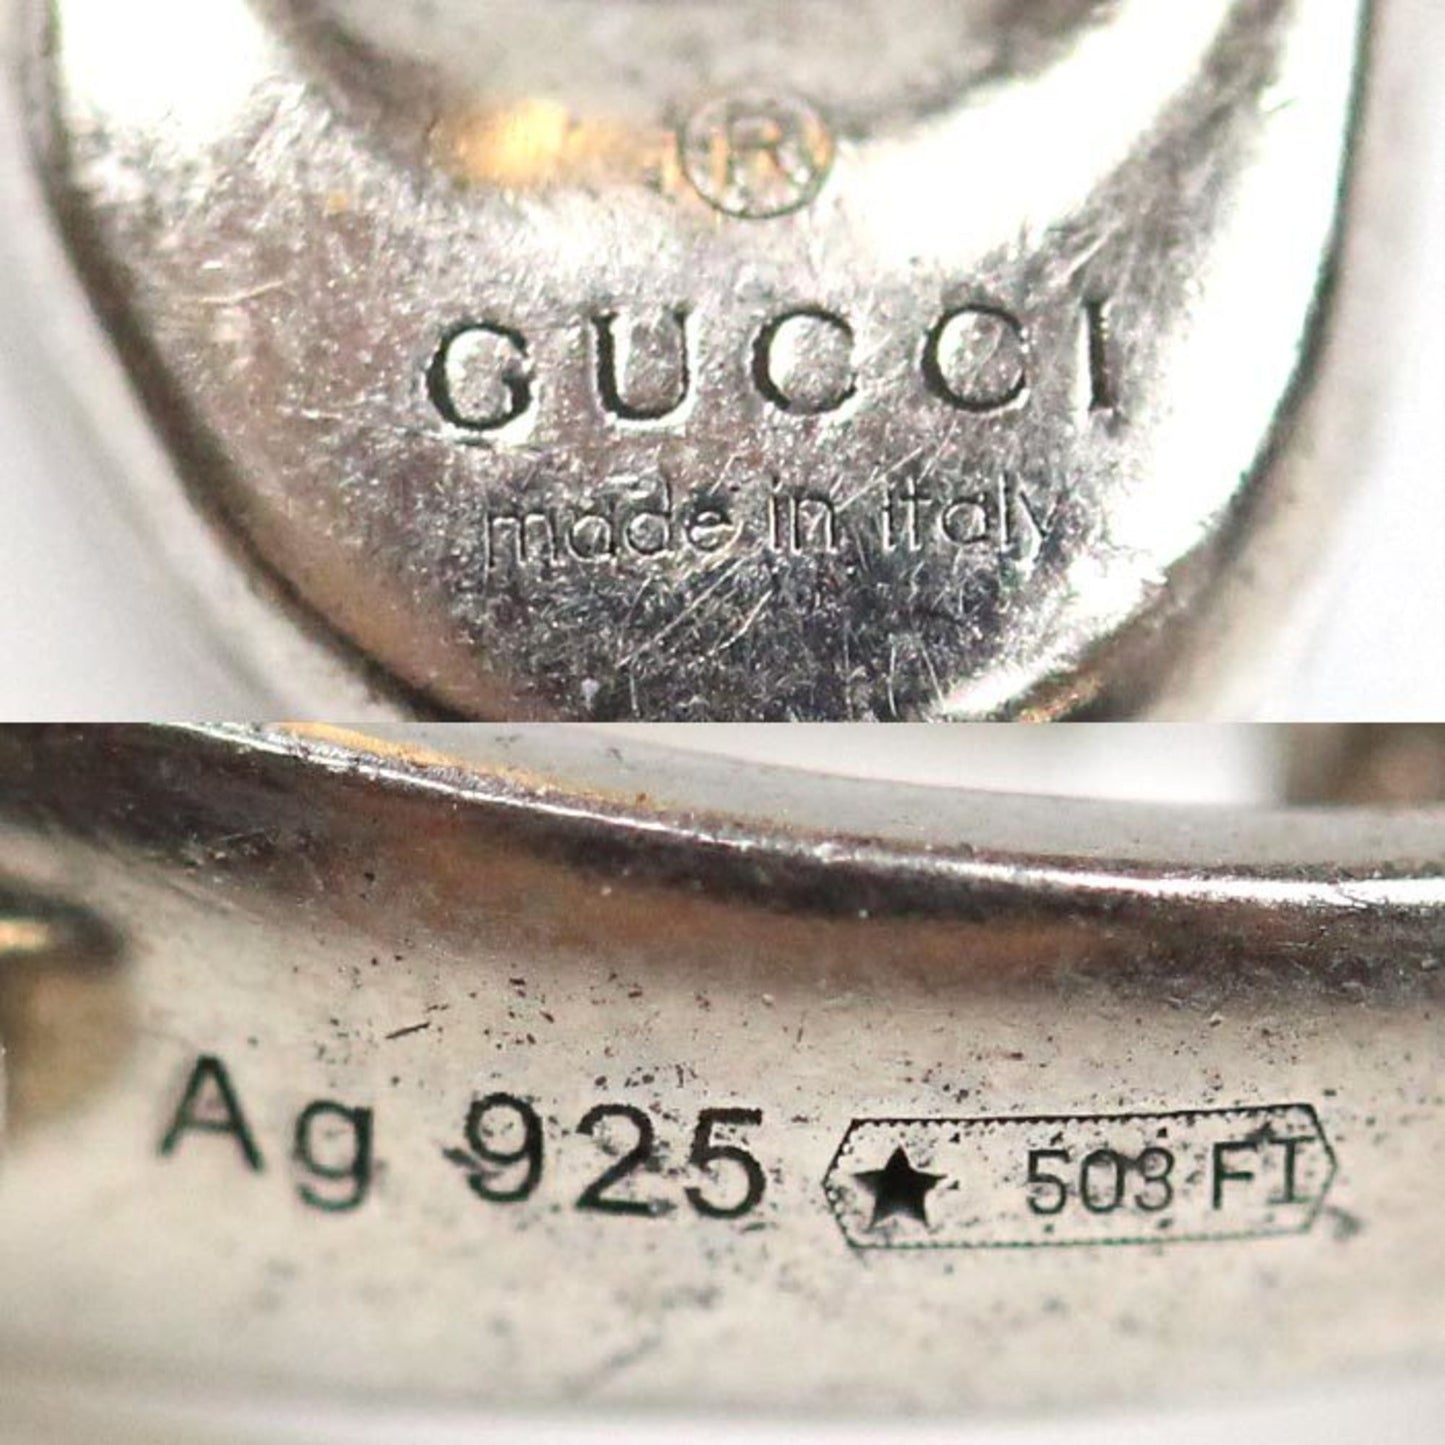 ®
GUCCI
made in italy
Ag 925 ★ 503 FI